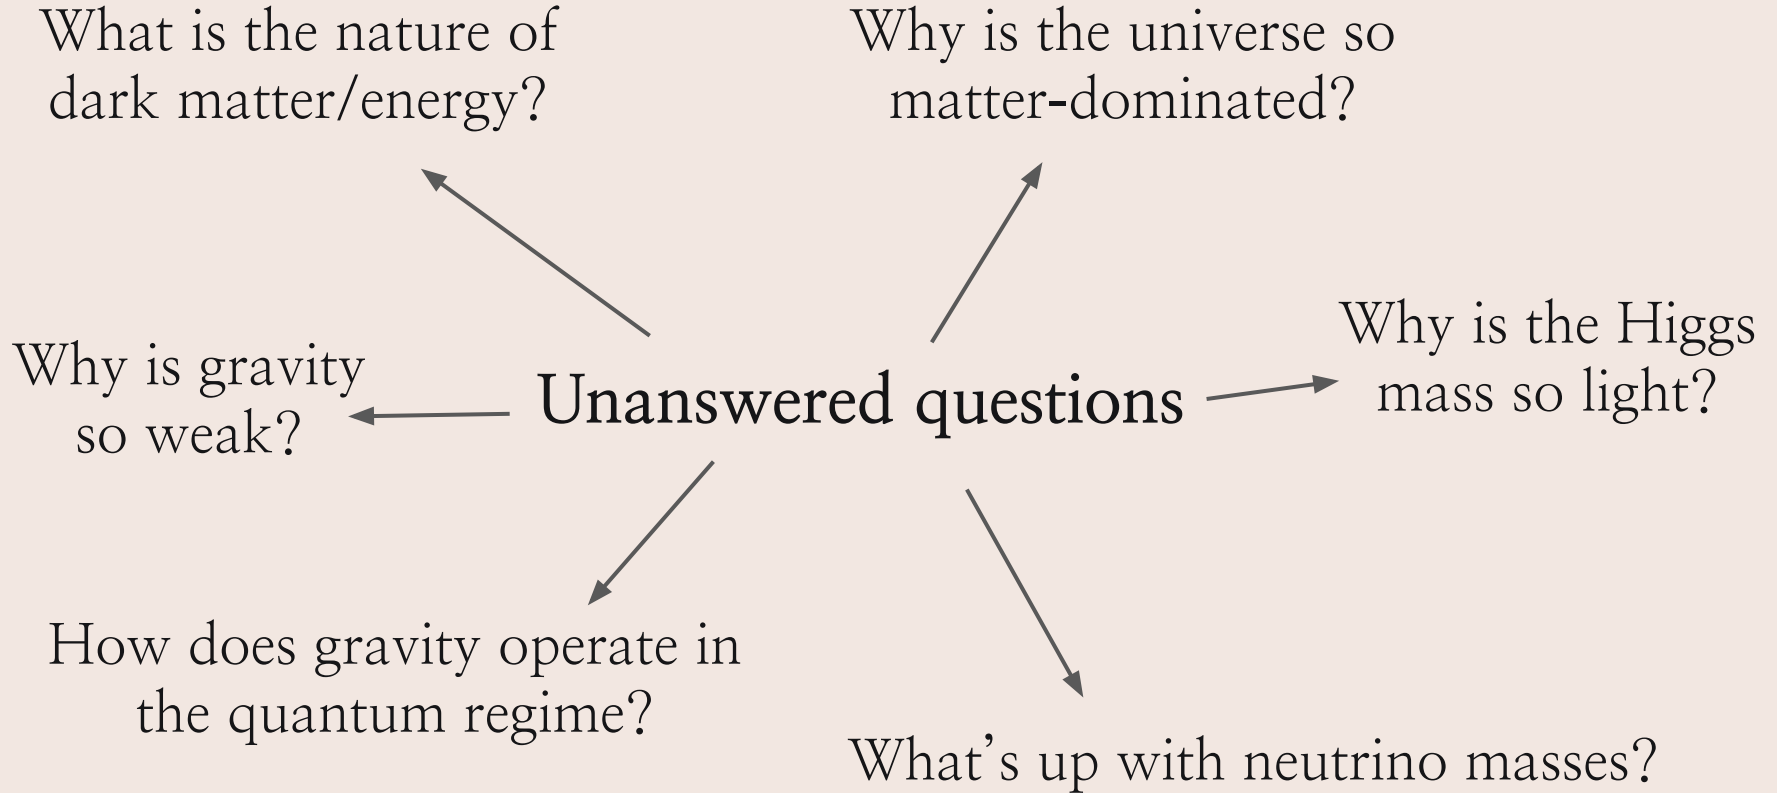 What is the nature of
dark matter/energy?
Why is the universe so
matter-dominated?
Why is gravity
so weak?
Unanswered questions
Why is the Higgs
mass so light?
How does gravity operate in
the quantum regime?
What's up with neutrino masses?